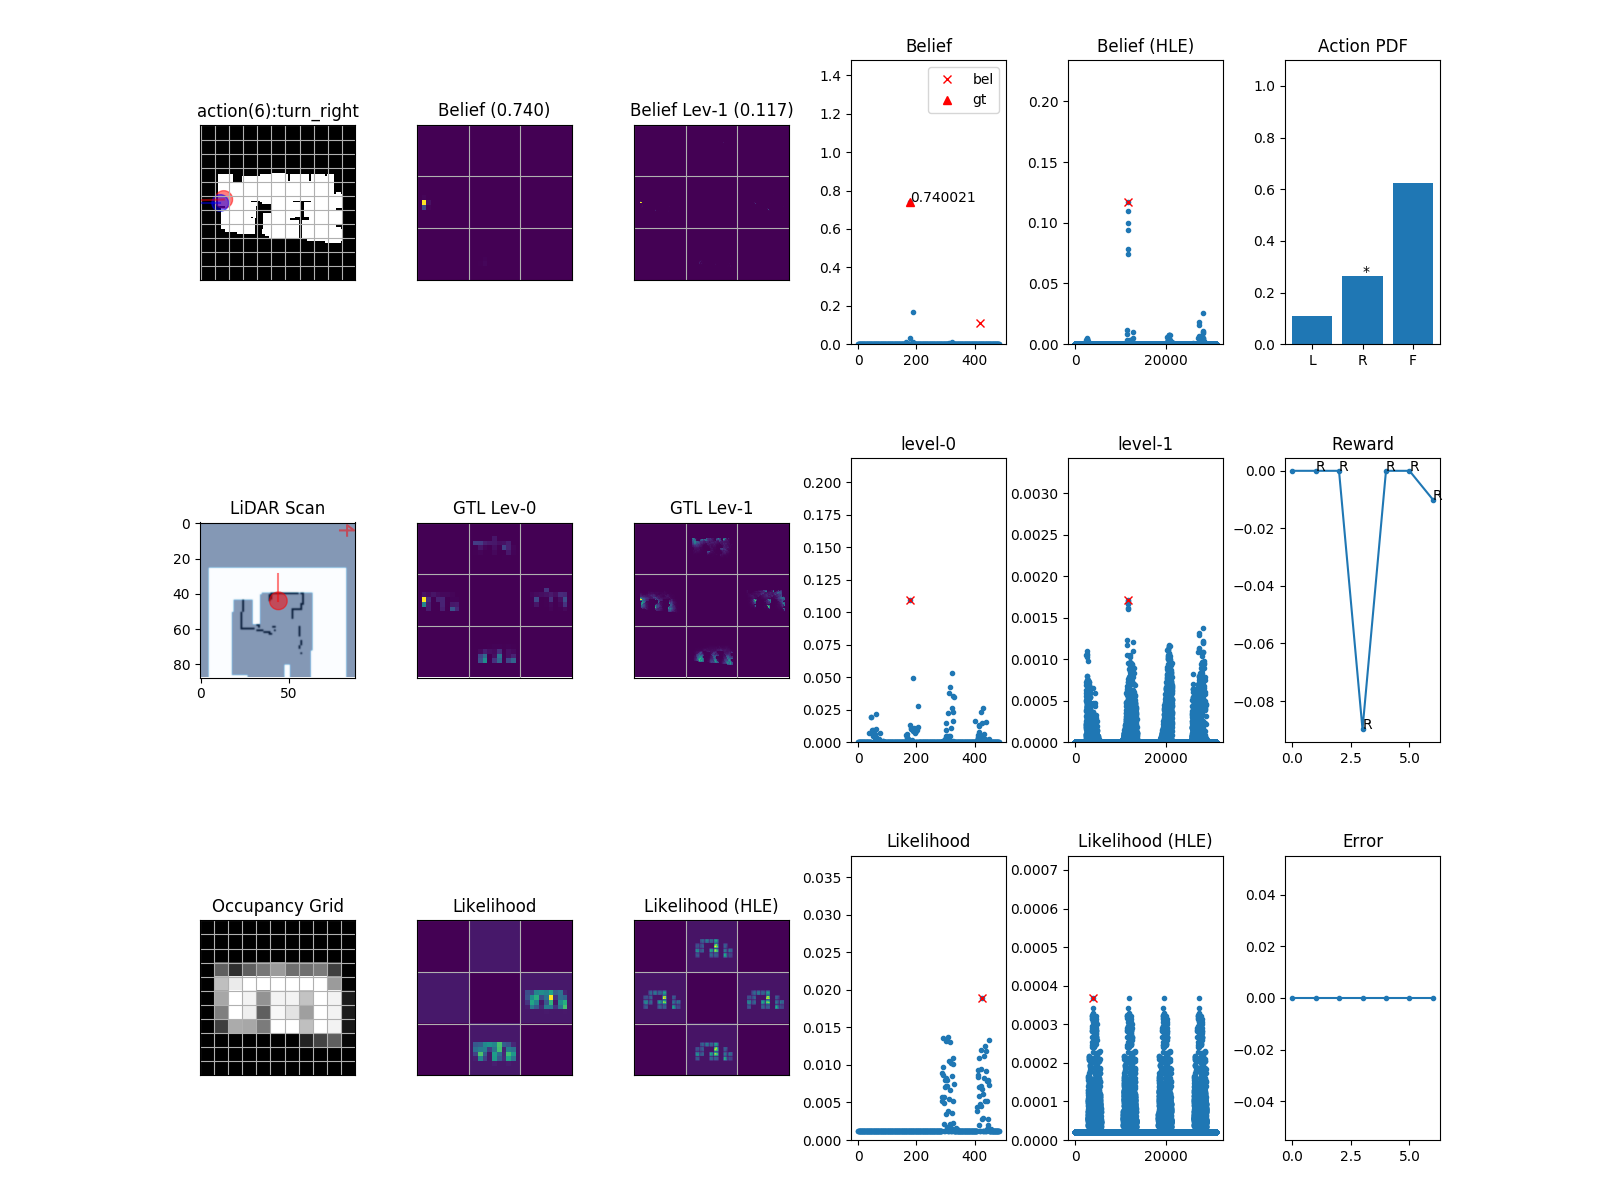 Belief
Belief (HLE)
Action PDF
action(6):turn_right
Belief (0.740)
Belief Lev-1 (0.117)
bel
gt
0.740021
*
1.4
1.2
1.0
0.8
0.6
0.4
0.2
0.0
0 200 400
0.20
0.15
0.10
0.05
0.00
0 20000
1.0
0.8
0.6
0.4
0.2
0.0
L R F
level-0
level-1
Reward
LiDAR Scan
GTL Lev-0
GTL Lev-1
0
20
40
60
80
0 50
0.200
0.175
0.150
0.125
0.100
0.075
0.050
0.025
0.000
0 200 400
0.0030
0.0025
0.0020
0.0015
0.0010
0.0005
0.0000
0 20000
0.00
−0.02
−0.04
−0.06
−0.08
R R R R R R
0.0 2.5 5.0
Likelihood
Likelihood (HLE)
Error
Occupancy Grid
Likelihood
Likelihood (HLE)
0.035
0.030
0.025
0.020
0.015
0.010
0.005
0.000
0 200 400
0.0007
0.0006
0.0005
0.0004
0.0003
0.0002
0.0001
0.0000
0 20000
0.04
0.02
0.00
−0.02
−0.04
0.0 2.5 5.0